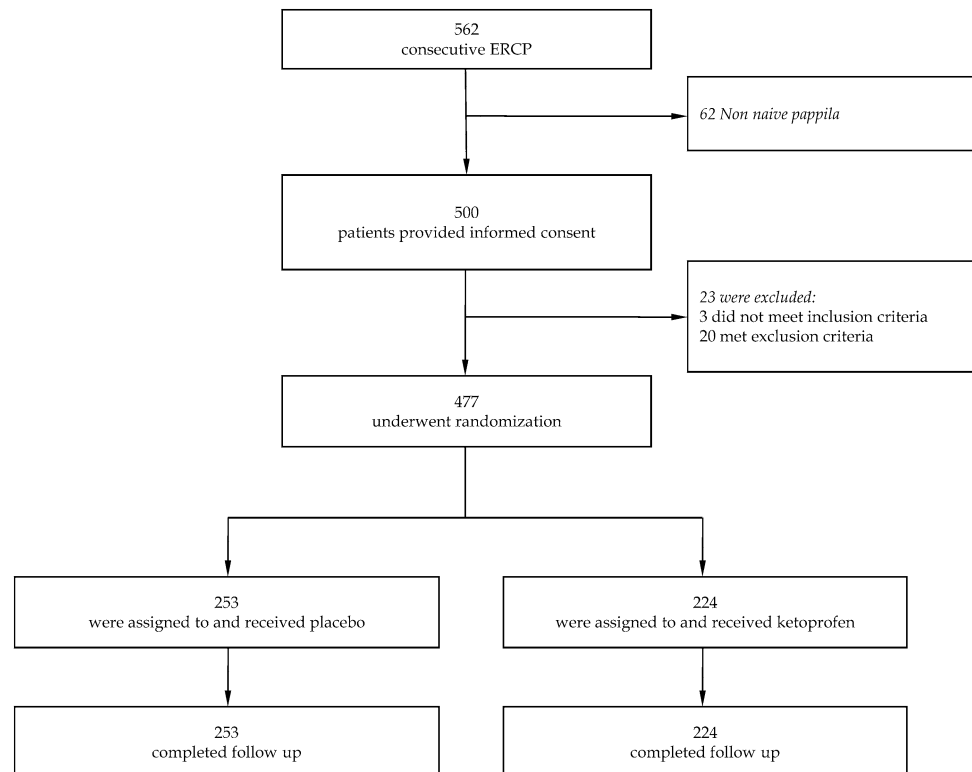 562
consecutive ERCP
62 Non naive pappila
500
patients provided informed consent
23 were excluded:
3 did not meet inclusion criteria
20 met exclusion criteria
477
underwent randomization
253
were assigned to and received placebo
224
were assigned to and received ketoprofen
253
completed follow up
224
completed follow up